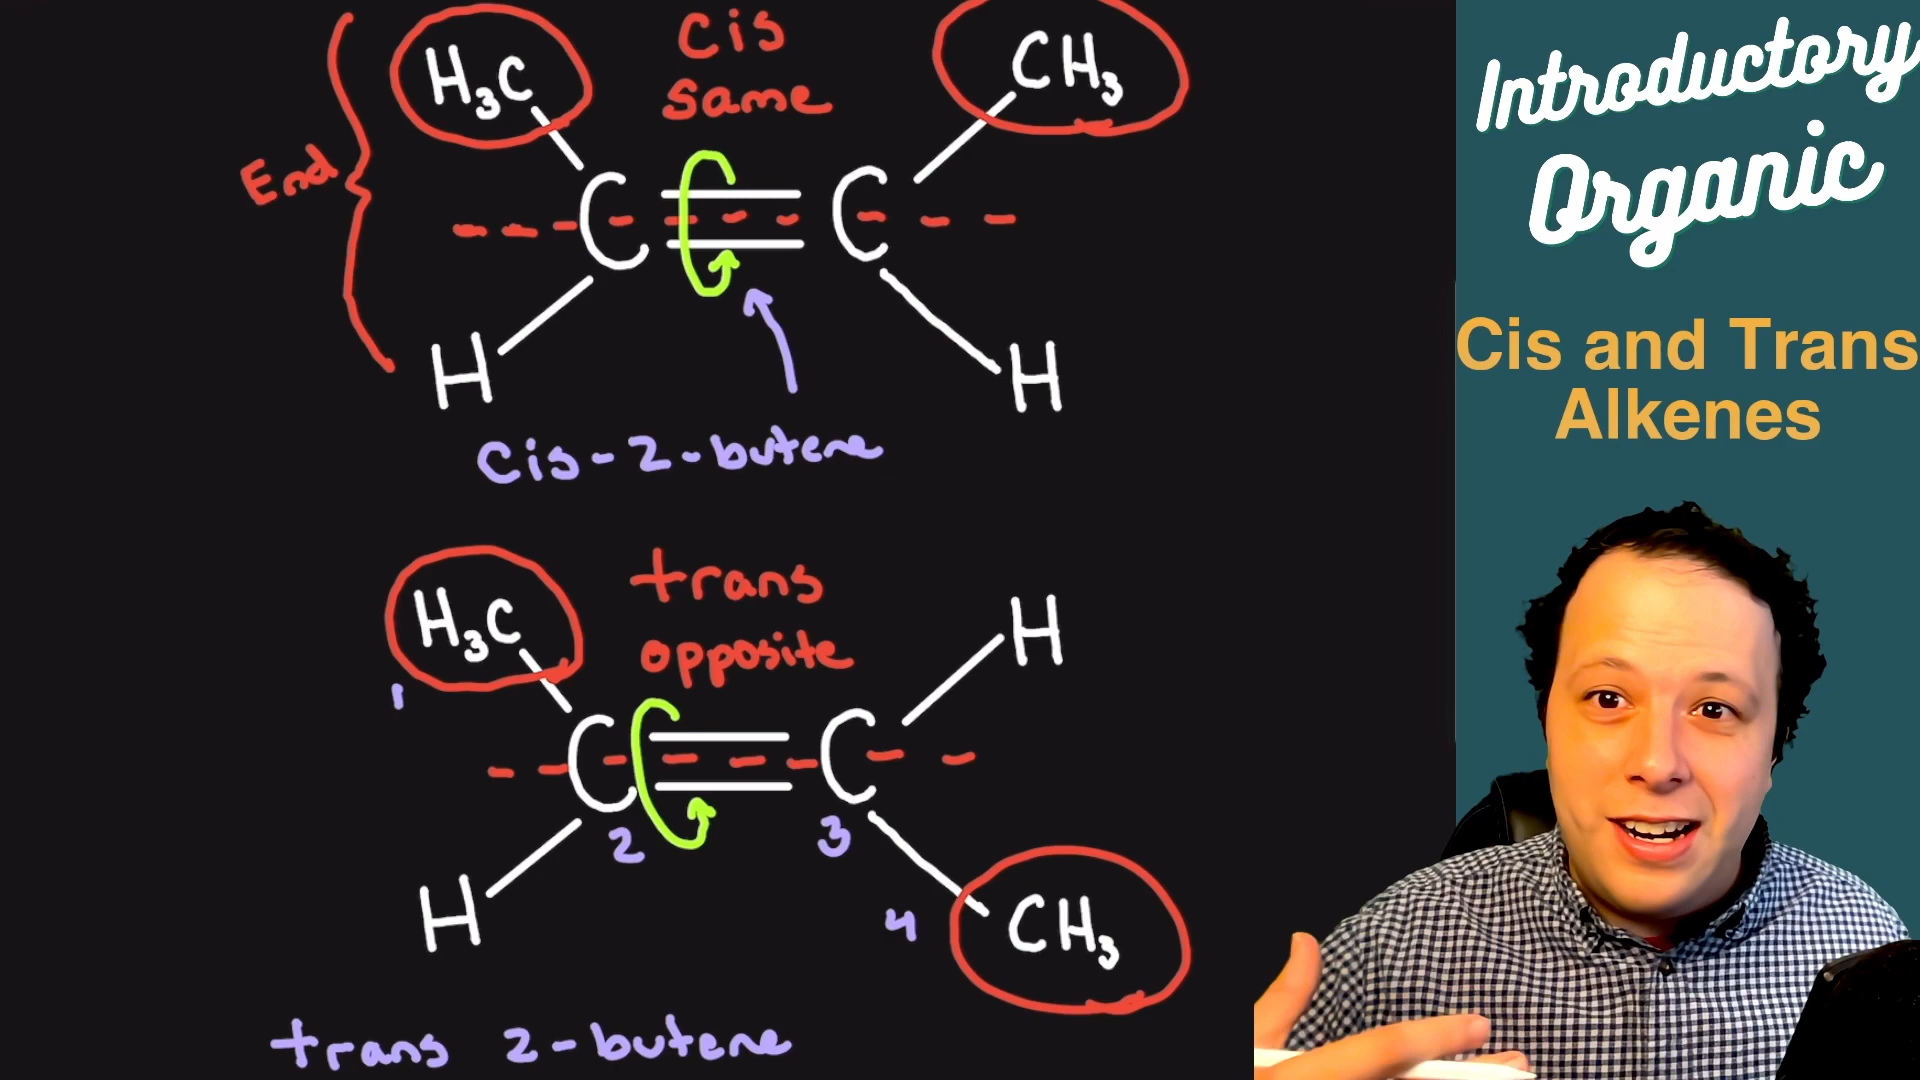 cis
same
H3C
CH3
End
C
C
H
H
cis-2-butene
trans
opposite
H3C
H
1
C
C
2
3
4
H
CH3
trans 2-butene
Introductory
Organic
Cis and Trans
Alkenes